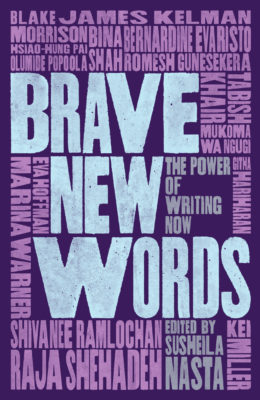 BLAKE JAMES KELMAN
MORRISON BINA BERNARDINE EVARISTO
HSIAO-HUNG PAI
OLUMIDE POPOOLA SHAH ROMESH GUNESEKERA
TABISH
KHAIR
BRAVE
MUKOMA
WA NGUGI
NEW
THE POWER
OF
WRITING
NOW
GITHA
HARIHARAN
EVA HOFFMAN
MARINA WARNER
WORDS
SHIVANEE RAMLOCHAN
RAJA SHEHADEH
EDITED BY
SUSHEILA
NASTA
KEI
MILLER